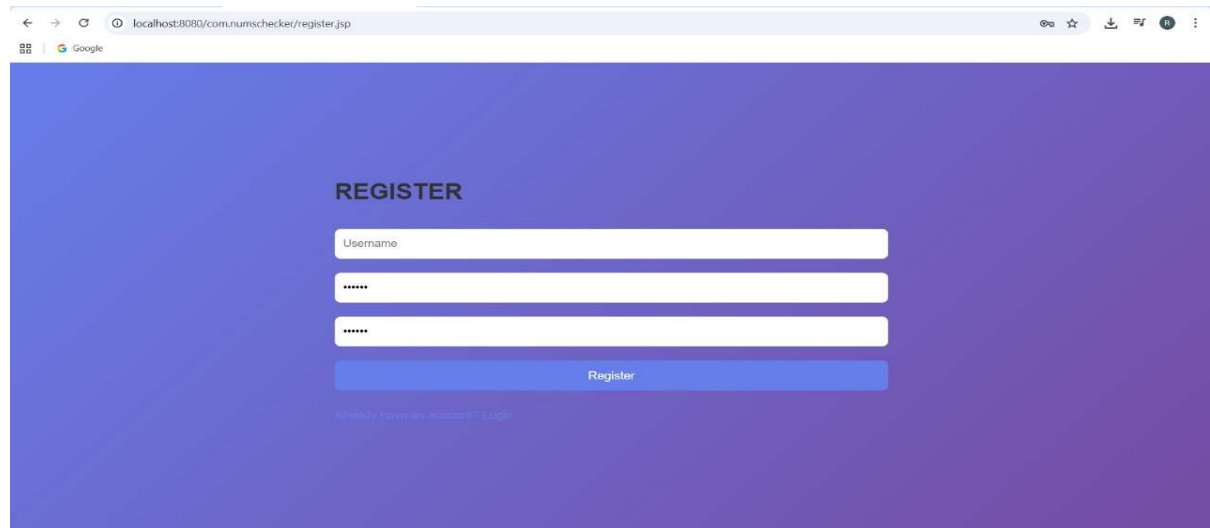 localhost:8080/com.numschecker/register.jsp
R
Google
REGISTER
Username
••••••
••••••
Register
Already have an account? Login